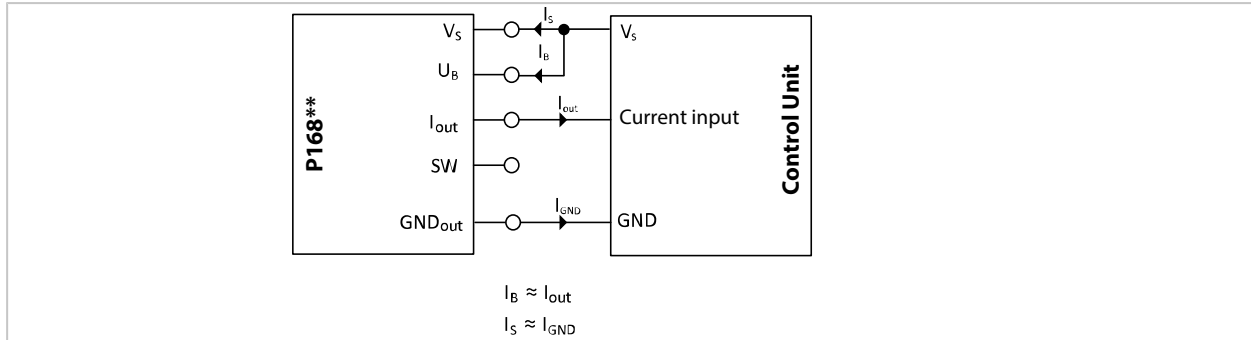 P168**
V_S
U_B
I_out
SW
GND_out
I_S
I_B
I_out
I_GND
V_s
Current input
GND
Control Unit
I_B ≈ I_out
I_S ≈ I_GND